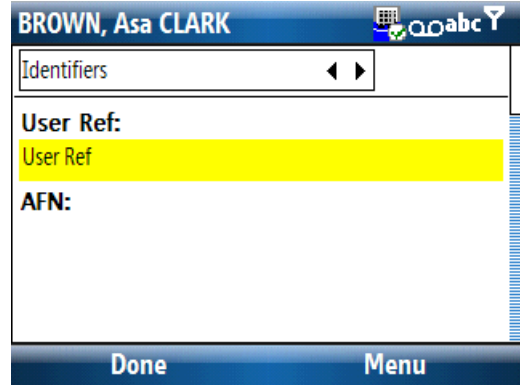 BROWN, Asa CLARK abc
Identifiers
User Ref:
User Ref
AFN:
Done Menu